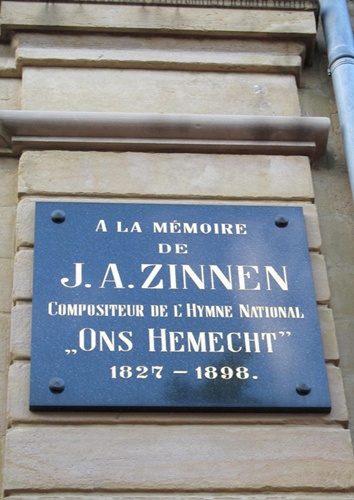 A LA MÉMOIRE
DE
J. A. ZINNEN
COMPOSITEUR DE L'HYMNE NATIONAL
„ONS HEMECHT”
1827 – 1898.